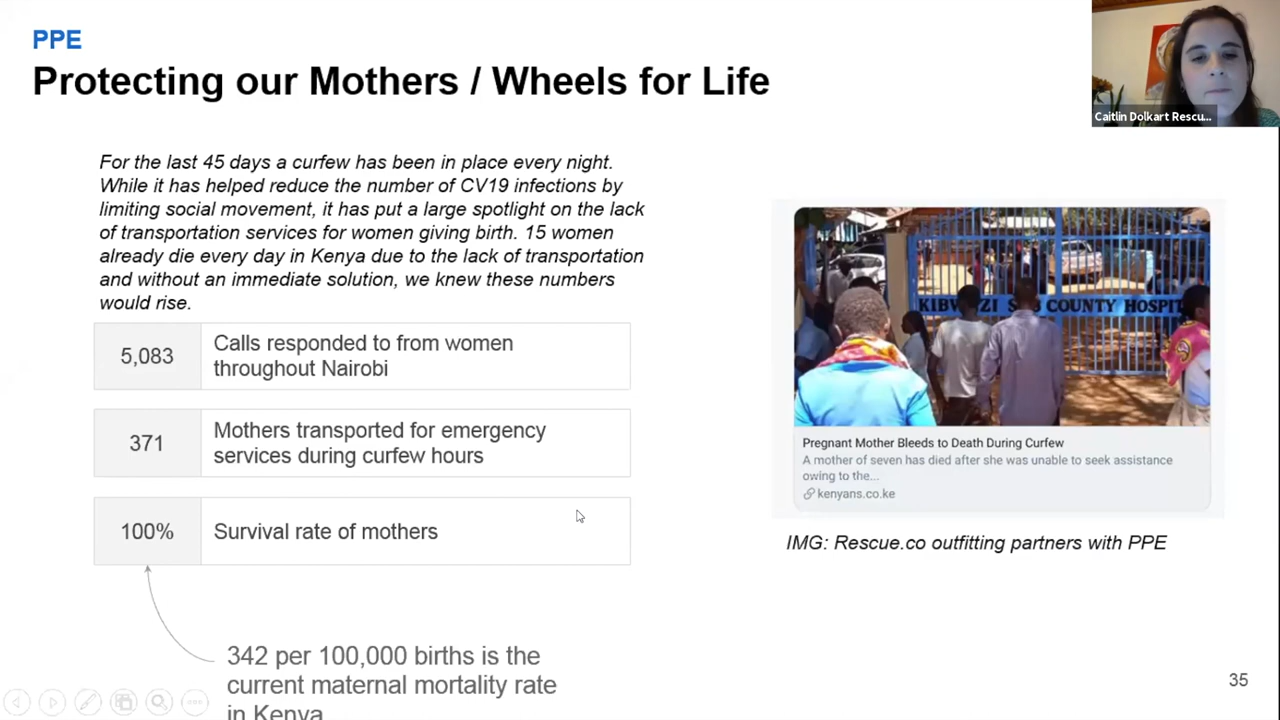 PPE
Protecting our Mothers / Wheels for Life
Caitlin Dolkart Rescu...
For the last 45 days a curfew has been in place every night.
While it has helped reduce the number of CV19 infections by
limiting social movement, it has put a large spotlight on the lack
of transportation services for women giving birth. 15 women
already die every day in Kenya due to the lack of transportation
and without an immediate solution, we knew these numbers
would rise.
5,083
Calls responded to from women
throughout Nairobi
371
Mothers transported for emergency
services during curfew hours
100%
Survival rate of mothers
342 per 100,000 births is the
current maternal mortality rate
in Kenya
COUNTY HOSPIT
Pregnant Mother Bleeds to Death During Curfew
A mother of seven has died after she was unable to seek assistance
owing to the...
kenyans.co.ke
IMG: Rescue.co outfitting partners with PPE
35